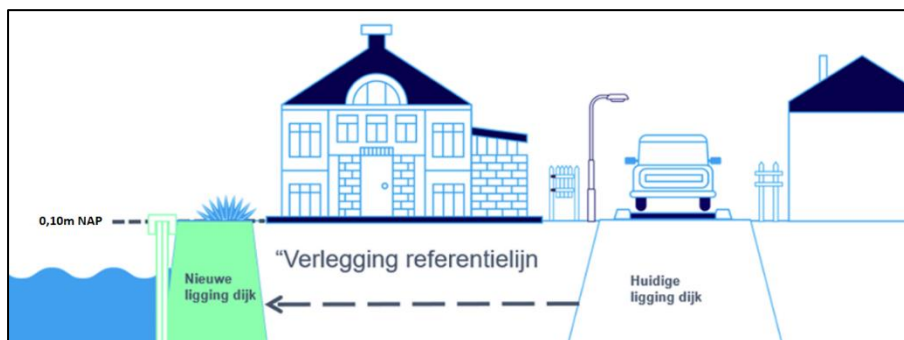 0,10m NAP
“Verlegging referentielijn
Nieuwe
ligging dijk
Huidige
ligging dijk